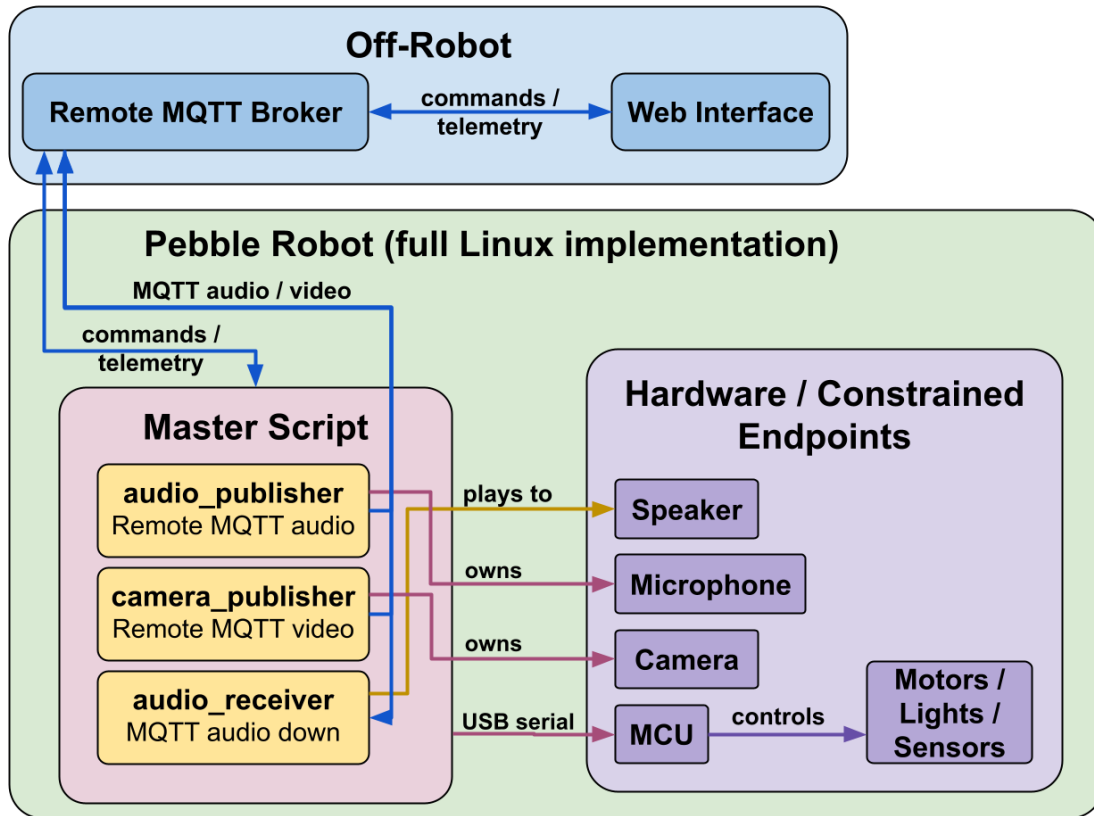 Off-Robot
Remote MQTT Broker
commands /
telemetry
Web Interface
Pebble Robot (full Linux implementation)
MQTT audio / video
commands /
telemetry
Master Script
audio_publisher
Remote MQTT audio
camera_publisher
Remote MQTT video
audio_receiver
MQTT audio down
plays to
owns
owns
USB serial
Hardware / Constrained
Endpoints
Speaker
Microphone
Camera
MCU
controls
Motors /
Lights /
Sensors